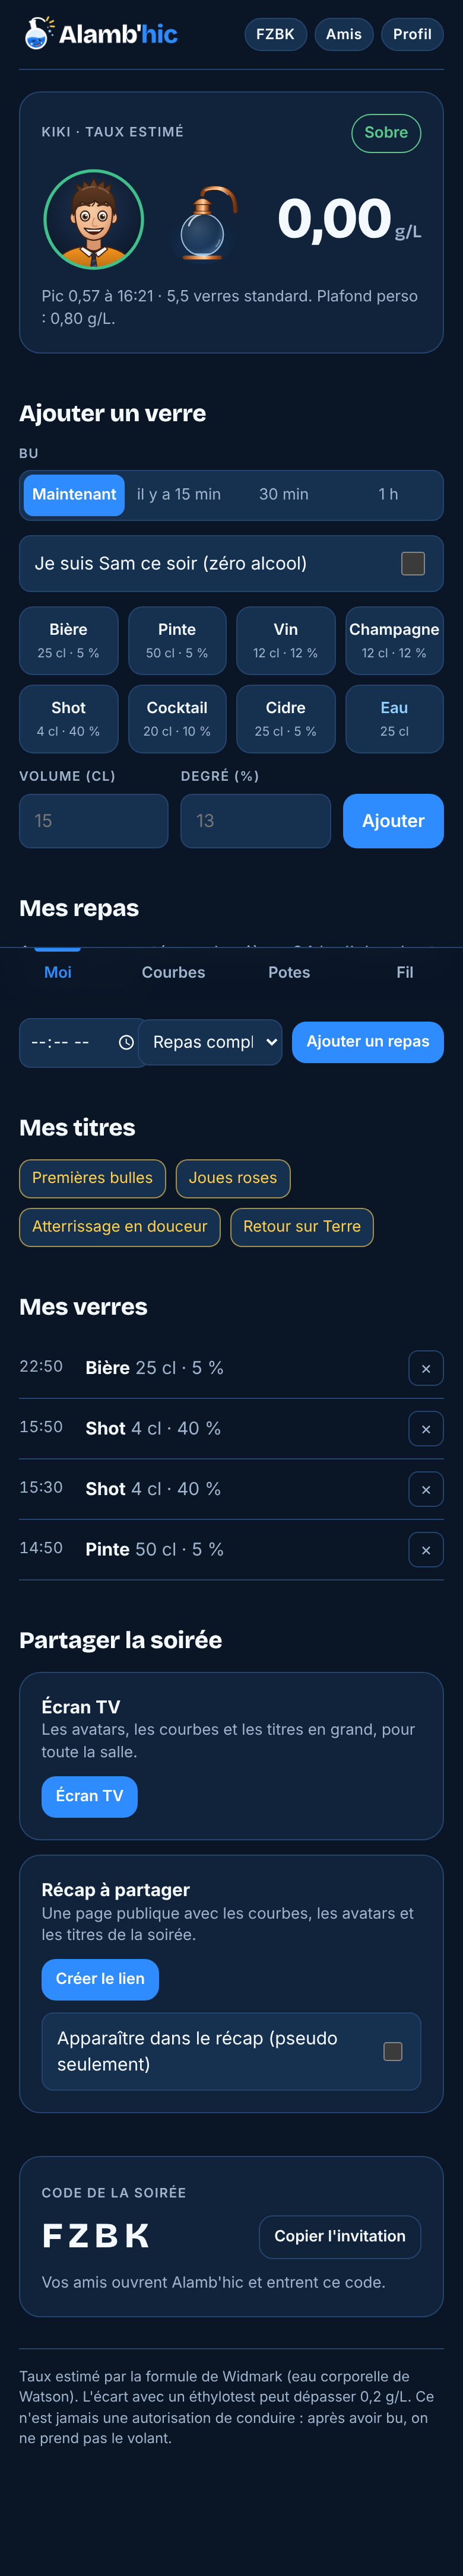 Alamb'hic
FZBK
Amis
Profil
KIKI · TAUX ESTIMÉ
Sobre
0,00 g/L
Pic 0,57 à 16:21 · 5,5 verres standard. Plafond perso
: 0,80 g/L.
Ajouter un verre
BU
Maintenant
il y a 15 min
30 min
1 h
Je suis Sam ce soir (zéro alcool)
Bière
Pinte
Vin
Champagne
25 cl · 5 %
50 cl · 5 %
12 cl · 12 %
12 cl · 12 %
Shot
Cocktail
Cidre
Eau
4 cl · 40 %
20 cl · 10 %
25 cl · 5 %
25 cl
VOLUME (CL)
DEGRÉ (%)
15
13
Ajouter
Mes repas
Moi
Courbes
Potes
Fil
--:-- --
Repas compl
Ajouter un repas
Mes titres
Premières bulles
Joues roses
Atterrissage en douceur
Retour sur Terre
Mes verres
22:50 Bière 25 cl · 5 % ×
15:50 Shot 4 cl · 40 % ×
15:30 Shot 4 cl · 40 % ×
14:50 Pinte 50 cl · 5 % ×
Partager la soirée
Écran TV
Les avatars, les courbes et les titres en grand, pour
toute la salle.
Écran TV
Récap à partager
Une page publique avec les courbes, les avatars et
les titres de la soirée.
Créer le lien
Apparaître dans le récap (pseudo
seulement)
CODE DE LA SOIRÉE
FZBK
Copier l'invitation
Vos amis ouvrent Alamb'hic et entrent ce code.
Taux estimé par la formule de Widmark (eau corporelle de
Watson). L'écart avec un éthylotest peut dépasser 0,2 g/L. Ce
n'est jamais une autorisation de conduire : après avoir bu, on
ne prend pas le volant.